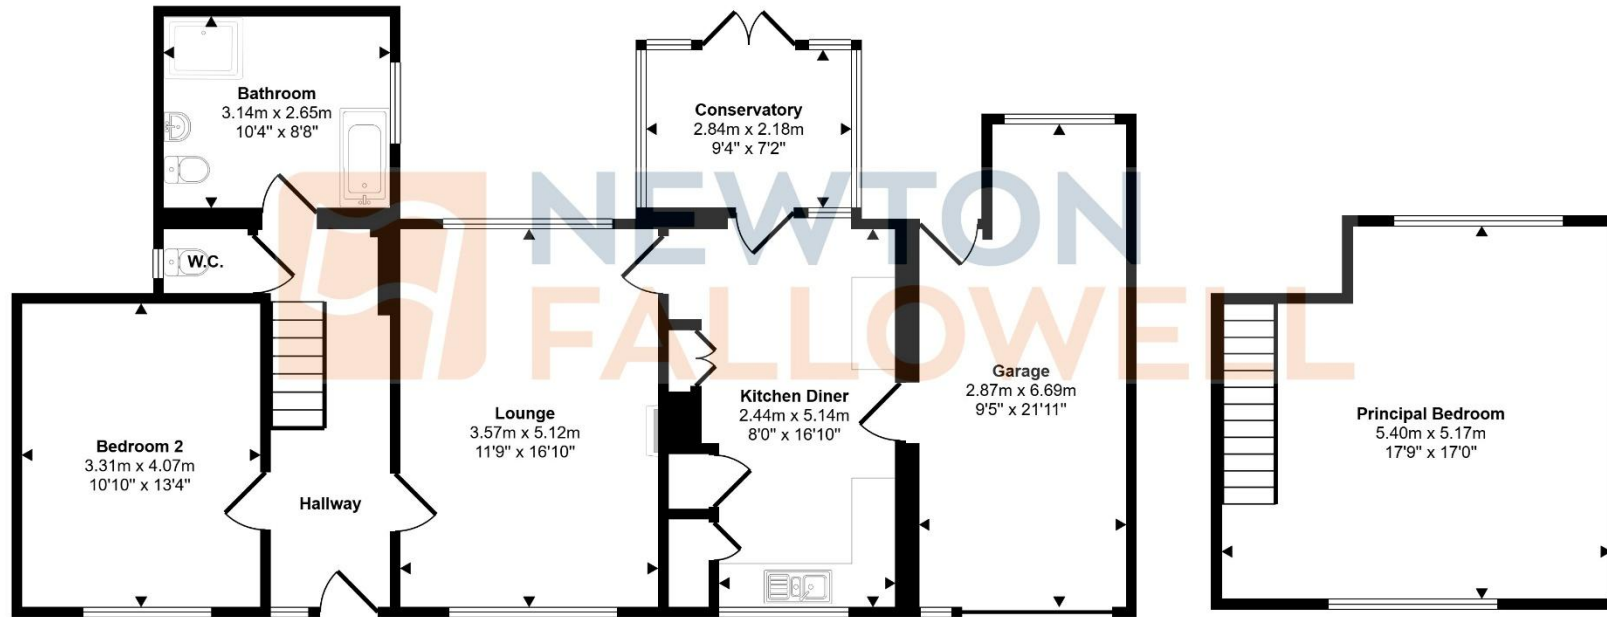 Bathroom
3.14m x 2.65m
10'4" x 8'8"
Conservatory
2.84m x 2.18m
9'4" x 7'2"
W.C.
NEWTON
FALLOWELL
Garage
2.87m x 6.69m
9'5" x 21'11"
Kitchen Diner
2.44m x 5.14m
8'0" x 16'10"
Lounge
3.57m x 5.12m
11'9" x 16'10"
Principal Bedroom
5.40m x 5.17m
17'9" x 17'0"
Bedroom 2
3.31m x 4.07m
10'10" x 13'4"
Hallway